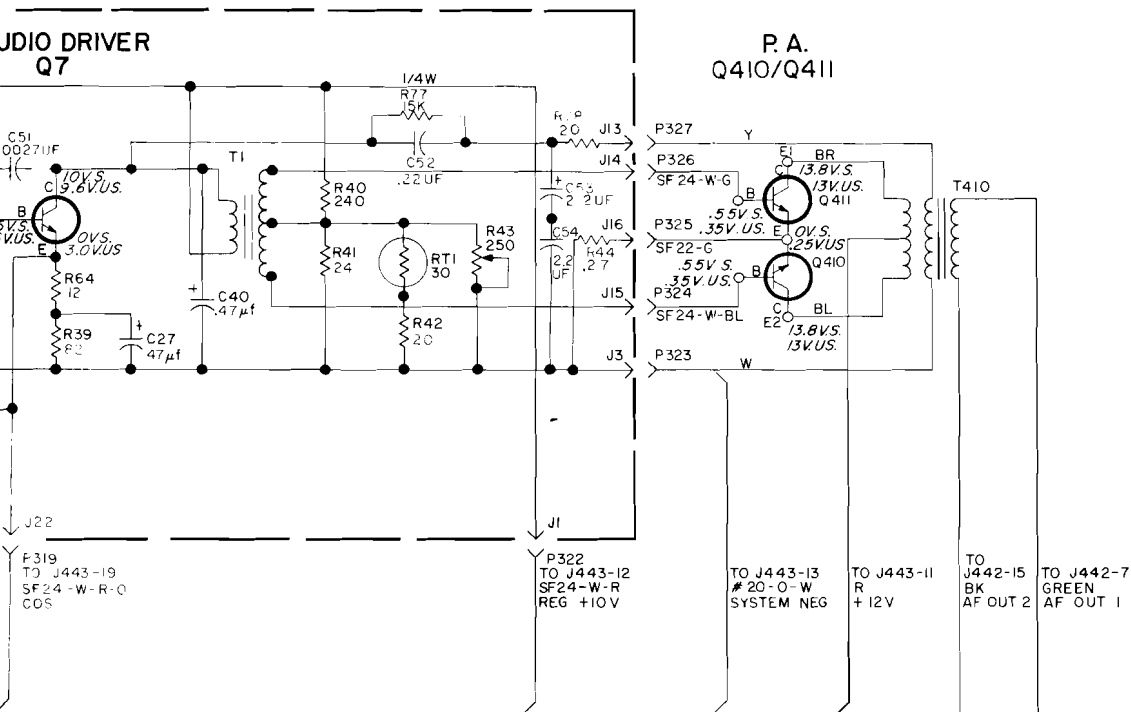 UDIO DRIVER
Q7
P. A.
Q410/Q411
1/4W
R77
15K
C51
0027UF
C52
.22UF
20
J13
P327
Y
J14
P326
SF 24-W-G
E1
BR
C
13.8V.S.
13V.US.
Q411
T410
T1
C
10V.S.
9.6V.US.
B
E
0VS.
3.0V.US
R40
240
R41
24
RT1
30
R43
250
C53
2.2UF
C54
2.2
UF
R44
.27
J16
P325
SF22-G
B
.55V.S.
.35V.US.
E
0V.S.
.25V.US
.55V S
.35V.US.
B
Q410
J15
P324
SF24-W-BL
C
E2
BL
13.8V.S.
13V.US.
R64
12
R39
82
C27
47µf
C40
.47µf
R42
20
J3
P323
W
J22
P319
TO J443-19
SF24-W-R-O
COS
J1
P322
TO J443-12
SF24-W-R
REG +10V
TO J443-13
#20-O-W
SYSTEM NEG
TO J443-11
R
+12V
TO
J442-15
BK
AF OUT 2
TO J442-7
GREEN
AF OUT 1